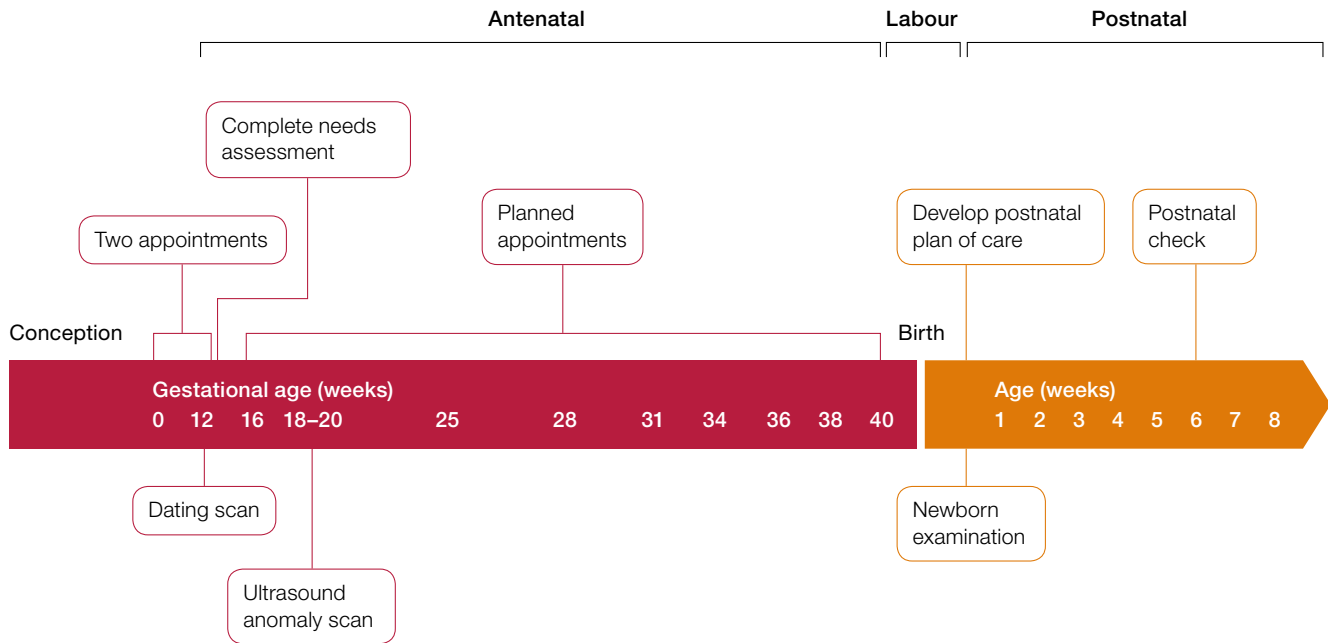 Antenatal
Labour
Postnatal
Complete needs
assessment
Two appointments
Planned
appointments
Develop postnatal
plan of care
Postnatal
check
Conception
Birth
Gestational age (weeks)
0 12 16 18–20 25 28 31 34 36 38 40
Age (weeks)
1 2 3 4 5 6 7 8
Dating scan
Ultrasound
anomaly scan
Newborn
examination